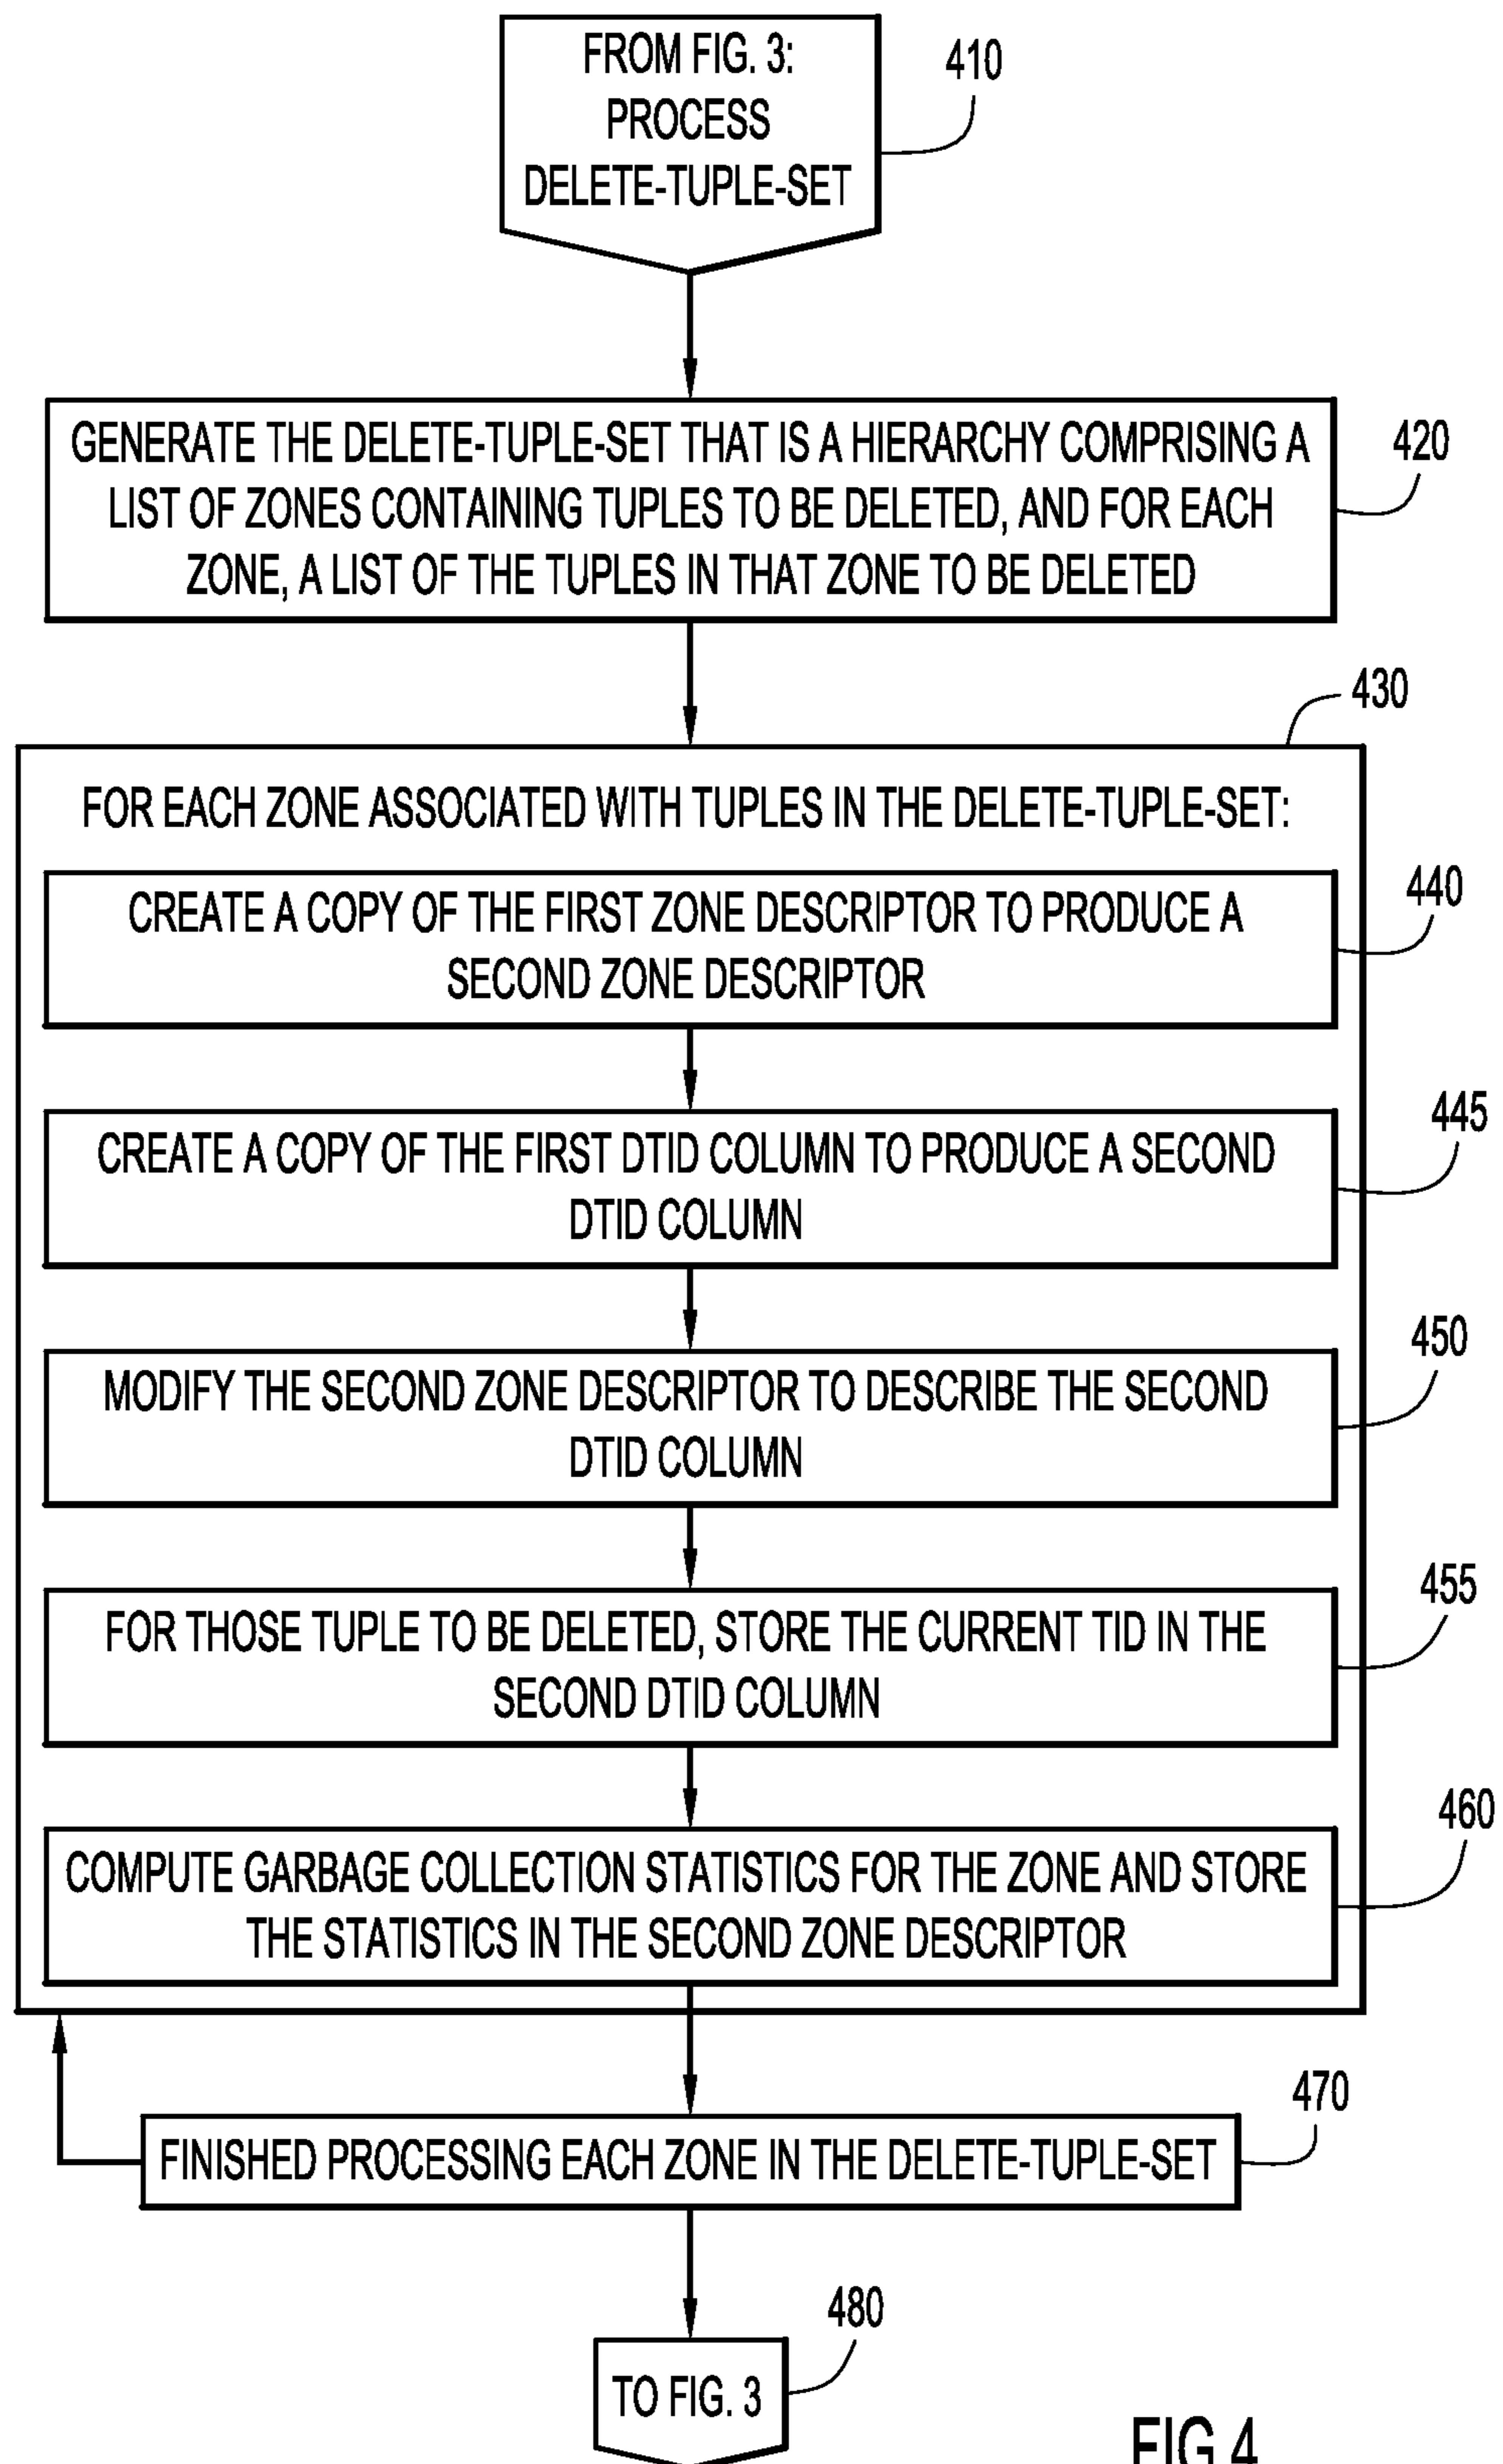 FROM FIG. 3:
PROCESS
DELETE-TUPLE-SET
410
GENERATE THE DELETE-TUPLE-SET THAT IS A HIERARCHY COMPRISING A
LIST OF ZONES CONTAINING TUPLES TO BE DELETED, AND FOR EACH
ZONE, A LIST OF THE TUPLES IN THAT ZONE TO BE DELETED
420
430
FOR EACH ZONE ASSOCIATED WITH TUPLES IN THE DELETE-TUPLE-SET:
CREATE A COPY OF THE FIRST ZONE DESCRIPTOR TO PRODUCE A
SECOND ZONE DESCRIPTOR
440
CREATE A COPY OF THE FIRST DTID COLUMN TO PRODUCE A SECOND
DTID COLUMN
445
MODIFY THE SECOND ZONE DESCRIPTOR TO DESCRIBE THE SECOND
DTID COLUMN
450
FOR THOSE TUPLE TO BE DELETED, STORE THE CURRENT TID IN THE
SECOND DTID COLUMN
455
COMPUTE GARBAGE COLLECTION STATISTICS FOR THE ZONE AND STORE
THE STATISTICS IN THE SECOND ZONE DESCRIPTOR
460
FINISHED PROCESSING EACH ZONE IN THE DELETE-TUPLE-SET
470
TO FIG. 3
480
FIG.4